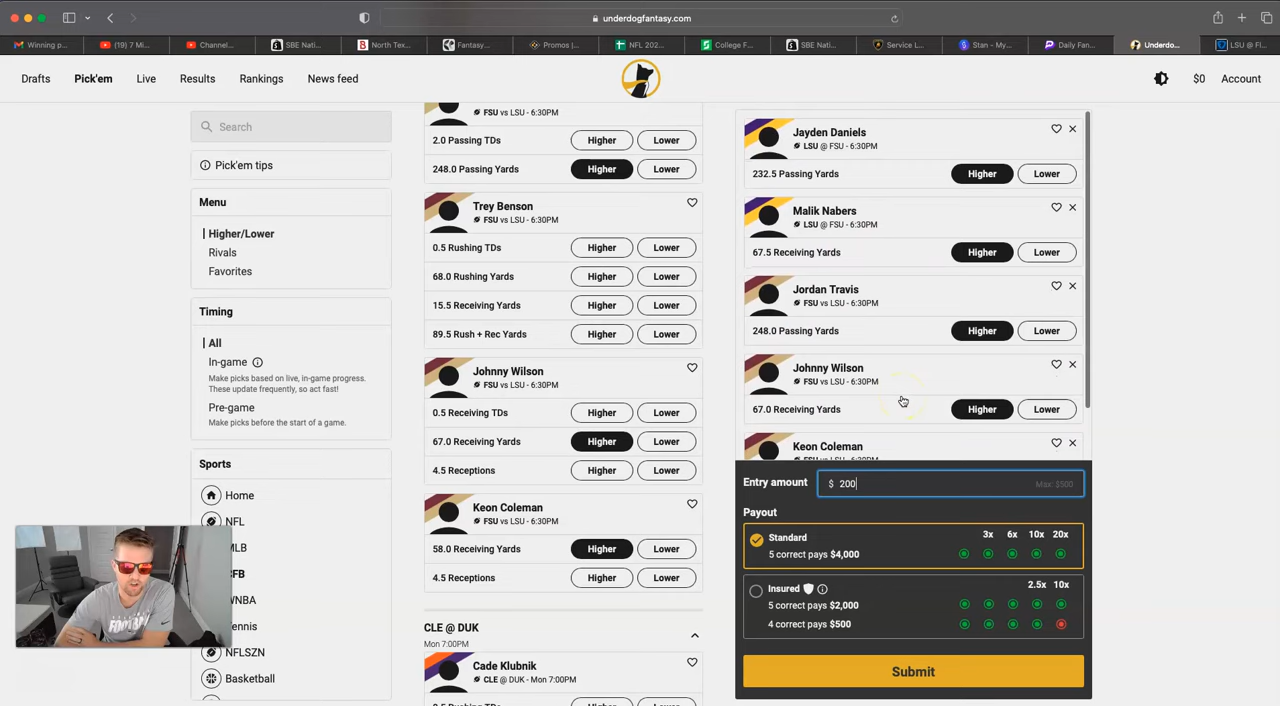 underdogfantasy.com
Winning p...
(19) 7 Mi...
Channel...
SBE Nati...
North Tex...
Fantasy...
Promos |...
NFL 202...
College F...
SBE Nati...
Service L...
Stan – My...
Daily Fan...
Underdo...
LSU @ Fl...
Drafts
Pick'em
Live
Results
Rankings
News feed
$0
Account
Search
Pick'em tips
Menu
Higher/Lower
Rivals
Favorites
Timing
All
In-game
Make picks based on live, in-game progress.
These update frequently, so act fast!
Pre-game
Make picks before the start of a game.
Sports
Home
NFL
MLB
CFB
WNBA
Tennis
NFLSZN
Basketball
FSU vs LSU - 6:30PM
2.0 Passing TDs
Higher
Lower
248.0 Passing Yards
Higher
Lower
Trey Benson
FSU vs LSU - 6:30PM
0.5 Rushing TDs
Higher
Lower
68.0 Rushing Yards
Higher
Lower
15.5 Receiving Yards
Higher
Lower
89.5 Rush + Rec Yards
Higher
Lower
Johnny Wilson
FSU vs LSU - 6:30PM
0.5 Receiving TDs
Higher
Lower
67.0 Receiving Yards
Higher
Lower
4.5 Receptions
Higher
Lower
Keon Coleman
FSU vs LSU - 6:30PM
58.0 Receiving Yards
Higher
Lower
4.5 Receptions
Higher
Lower
CLE @ DUK
Mon 7:00PM
Cade Klubnik
CLE @ DUK - Mon 7:00PM
Higher
Lower
Jayden Daniels
LSU @ FSU - 6:30PM
232.5 Passing Yards
Higher
Lower
Malik Nabers
LSU @ FSU - 6:30PM
67.5 Receiving Yards
Higher
Lower
Jordan Travis
FSU vs LSU - 6:30PM
248.0 Passing Yards
Higher
Lower
Johnny Wilson
FSU vs LSU - 6:30PM
67.0 Receiving Yards
Higher
Lower
Keon Coleman
FSU vs LSU - 6:30PM
Entry amount
$ 200
Max: $500
Payout
Standard
3x 6x 10x 20x
5 correct pays $4,000
Insured
2.5x 10x
5 correct pays $2,000
4 correct pays $500
Submit